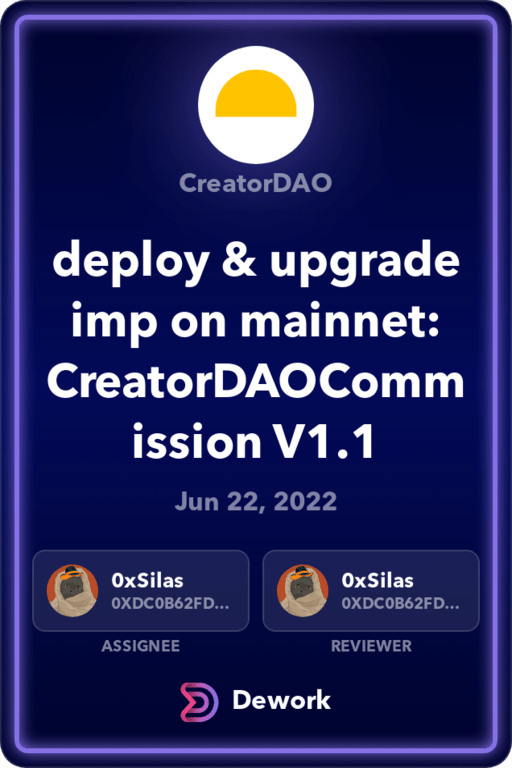 CreatorDAO
deploy & upgrade
imp on mainnet:
CreatorDAOComm
ission V1.1
Jun 22, 2022
0xSilas
0XDC0B62FD...
ASSIGNEE
0xSilas
0XDC0B62FD...
REVIEWER
Dework